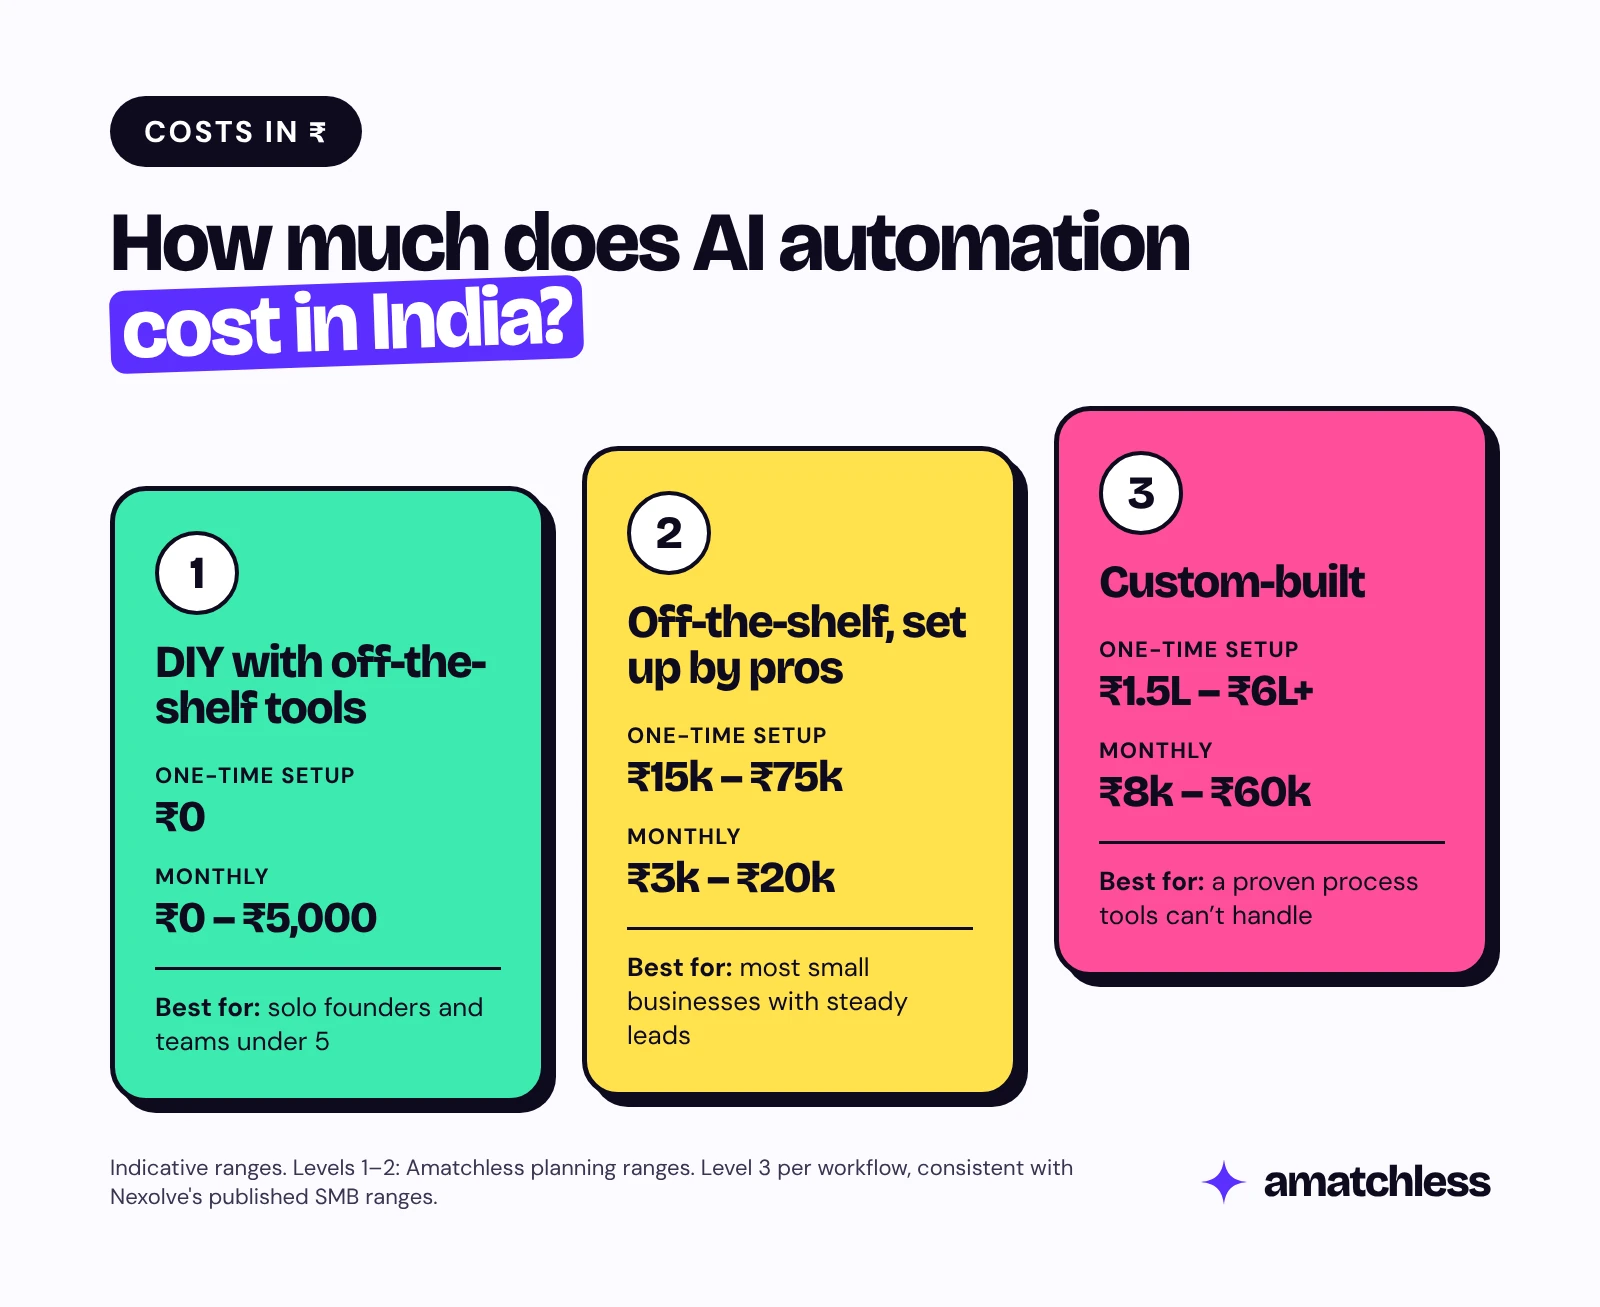 COSTS IN ₹
How much does AI automation
cost in India?
1
DIY with off-the-
shelf tools
ONE-TIME SETUP
₹0
MONTHLY
₹0 – ₹5,000
Best for: solo founders and
teams under 5
2
Off-the-shelf, set
up by pros
ONE-TIME SETUP
₹15k – ₹75k
MONTHLY
₹3k – ₹20k
Best for: most small
businesses with steady
leads
3
Custom-built
ONE-TIME SETUP
₹1.5L – ₹6L+
MONTHLY
₹8k – ₹60k
Best for: a proven process
tools can’t handle
Indicative ranges. Levels 1–2: Amatchless planning ranges. Level 3 per workflow, consistent with
Nexolve's published SMB ranges.
amatchless